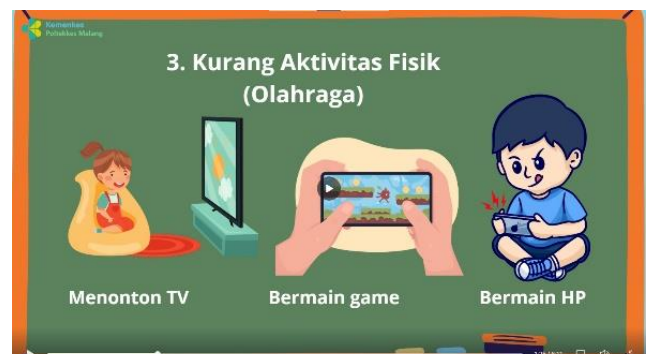 Kemenkes
Poltekkes Malang
3. Kurang Aktivitas Fisik
(Olahraga)
Menonton TV
Bermain game
Bermain HP